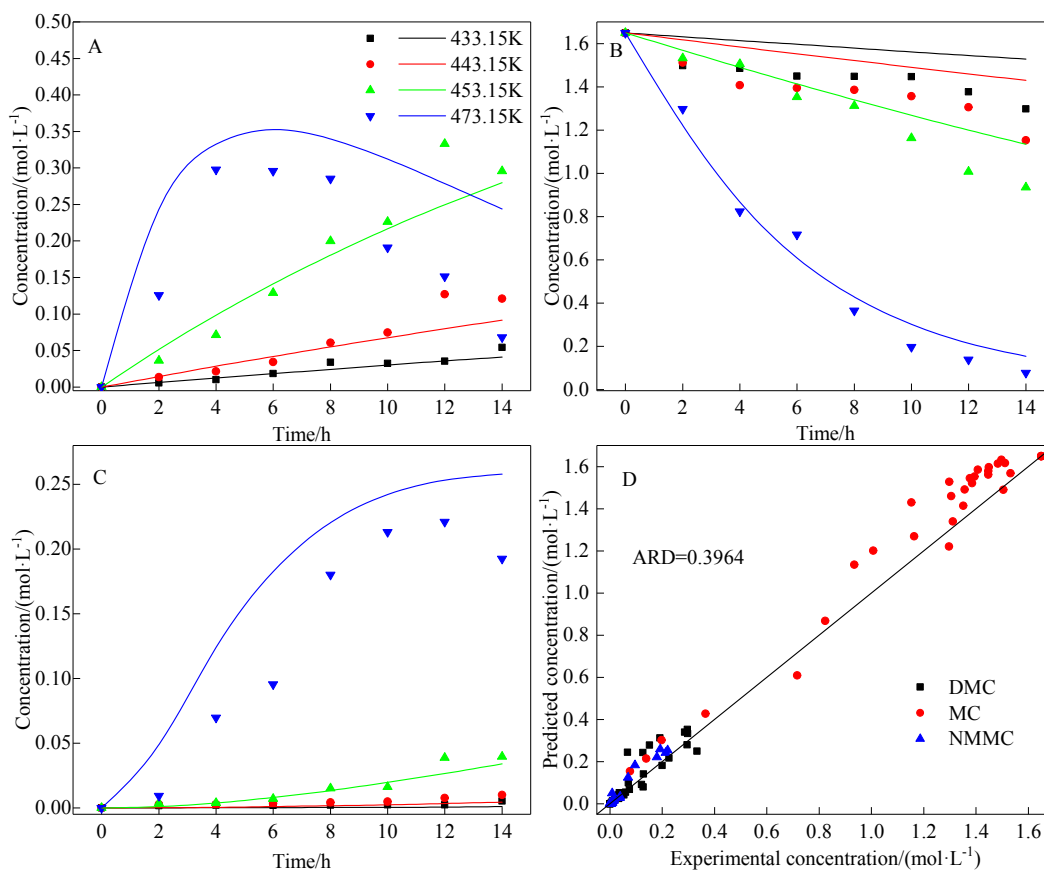 A
433.15K
443.15K
453.15K
473.15K
0.50
0.45
0.40
0.35
0.30
0.25
0.20
0.15
0.10
0.05
0.00
Concentration/(mol·L⁻¹)
0 2 4 6 8 10 12 14
Time/h
B
1.6
1.4
1.2
1.0
0.8
0.6
0.4
0.2
0.0
Concentration/(mol·L⁻¹)
0 2 4 6 8 10 12 14
Time/h
C
0.25
0.20
0.15
0.10
0.05
0.00
Concentration/(mol·L⁻¹)
0 2 4 6 8 10 12 14
Time/h
D
ARD=0.3964
DMC
MC
NMMC
1.6
1.4
1.2
1.0
0.8
0.6
0.4
0.2
0.0
Predicted concentration/(mol·L⁻¹)
0.0 0.2 0.4 0.6 0.8 1.0 1.2 1.4 1.6
Experimental concentration/(mol·L⁻¹)